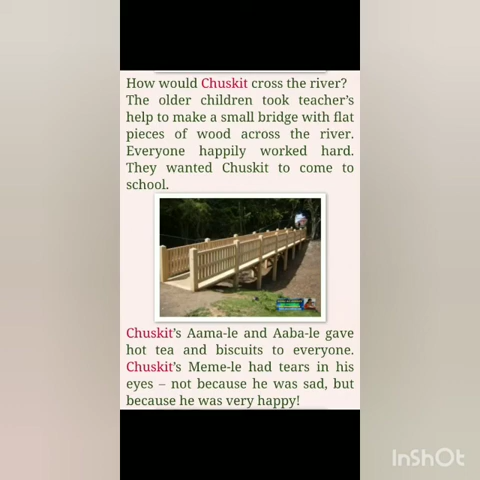 How would Chuskit cross the river?
The older children took teacher's
help to make a small bridge with flat
pieces of wood across the river.
Everyone happily worked hard.
They wanted Chuskit to come to
school.
Chuskit's Aama-le and Aaba-le gave
hot tea and biscuits to everyone.
Chuskit's Meme-le had tears in his
eyes – not because he was sad, but
because he was very happy!
InShOt